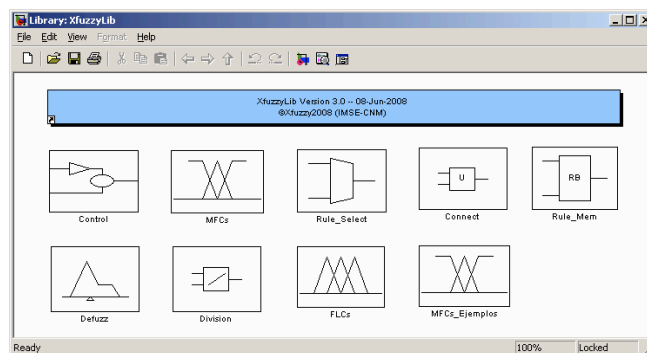 Library: XfuzzyLib
File Edit View Format Help
XfuzzyLib Version 3.0 -- 08-Jun-2008
©Xfuzzy2008 (IMSE-CNM)
U
RB
Control MFCs Rule_Select Connect Rule_Mem
Defuzz Division FLCs MFCs_Ejemplos
Ready 100% Locked